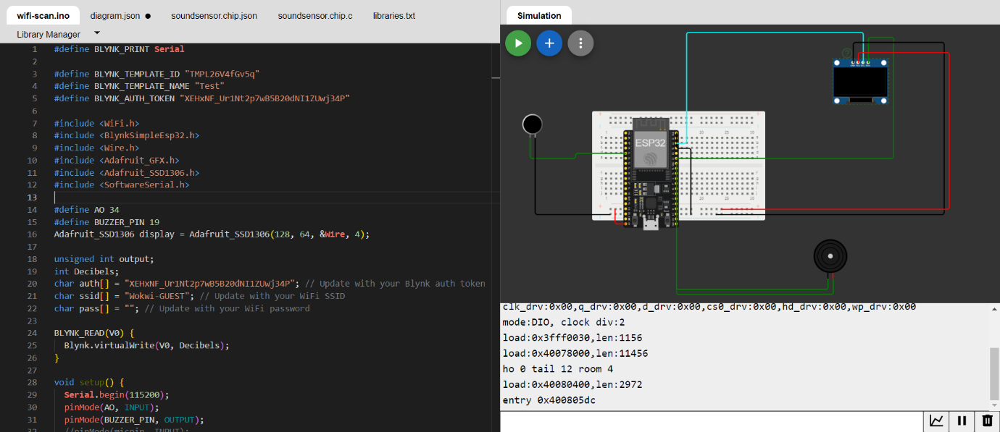 wifi-scan.ino diagram.json ● soundsensor.chip.json soundsensor.chip.c libraries.txt
Library Manager
1 #define BLYNK_PRINT Serial
2
3 #define BLYNK_TEMPLATE_ID "TMPL26V4fGv5q"
4 #define BLYNK_TEMPLATE_NAME "Test"
5 #define BLYNK_AUTH_TOKEN "XEHxNF_Ur1Nt2p7wB5B20dNI1ZUwj34P"
6
7 #include <WiFi.h>
8 #include <BlynkSimpleEsp32.h>
9 #include <Wire.h>
10 #include <Adafruit_GFX.h>
11 #include <Adafruit_SSD1306.h>
12 #include <SoftwareSerial.h>
13
14 #define AO 34
15 #define BUZZER_PIN 19
16 Adafruit_SSD1306 display = Adafruit_SSD1306(128, 64, &Wire, 4);
17
18 unsigned int output;
19 int Decibels;
20 char auth[] = "XEHxNF_Ur1Nt2p7wB5B20dNI1ZUwj34P"; // Update with your Blynk auth token
21 char ssid[] = "Wokwi-GUEST"; // Update with your WiFi SSID
22 char pass[] = ""; // Update with your WiFi password
23
24 BLYNK_READ(V0) {
25 Blynk.virtualWrite(V0, Decibels);
26 }
27
28 void setup() {
29 Serial.begin(115200);
30 pinMode(AO, INPUT);
31 pinMode(BUZZER_PIN, OUTPUT);
32 //pinMode(micpin, INPUT);
Simulation
ESP32
clk_drv:0x00,q_drv:0x00,d_drv:0x00,cs0_drv:0x00,hd_drv:0x00,wp_drv:0x00
mode:DIO, clock div:2
load:0x3fff0030,len:1156
load:0x40078000,len:11456
ho 0 tail 12 room 4
load:0x40080400,len:2972
entry 0x400805dc